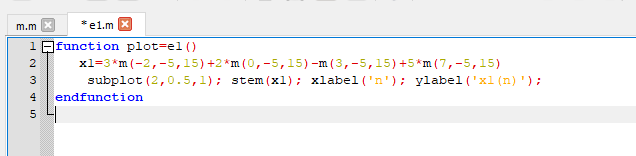 m.m *e1.m
1 function plot=e1()
2 x1=3*m(-2,-5,15)+2*m(0,-5,15)-m(3,-5,15)+5*m(7,-5,15)
3 subplot(2,0.5,1); stem(x1); xlabel('n'); ylabel('x1(n)');
4 endfunction
5